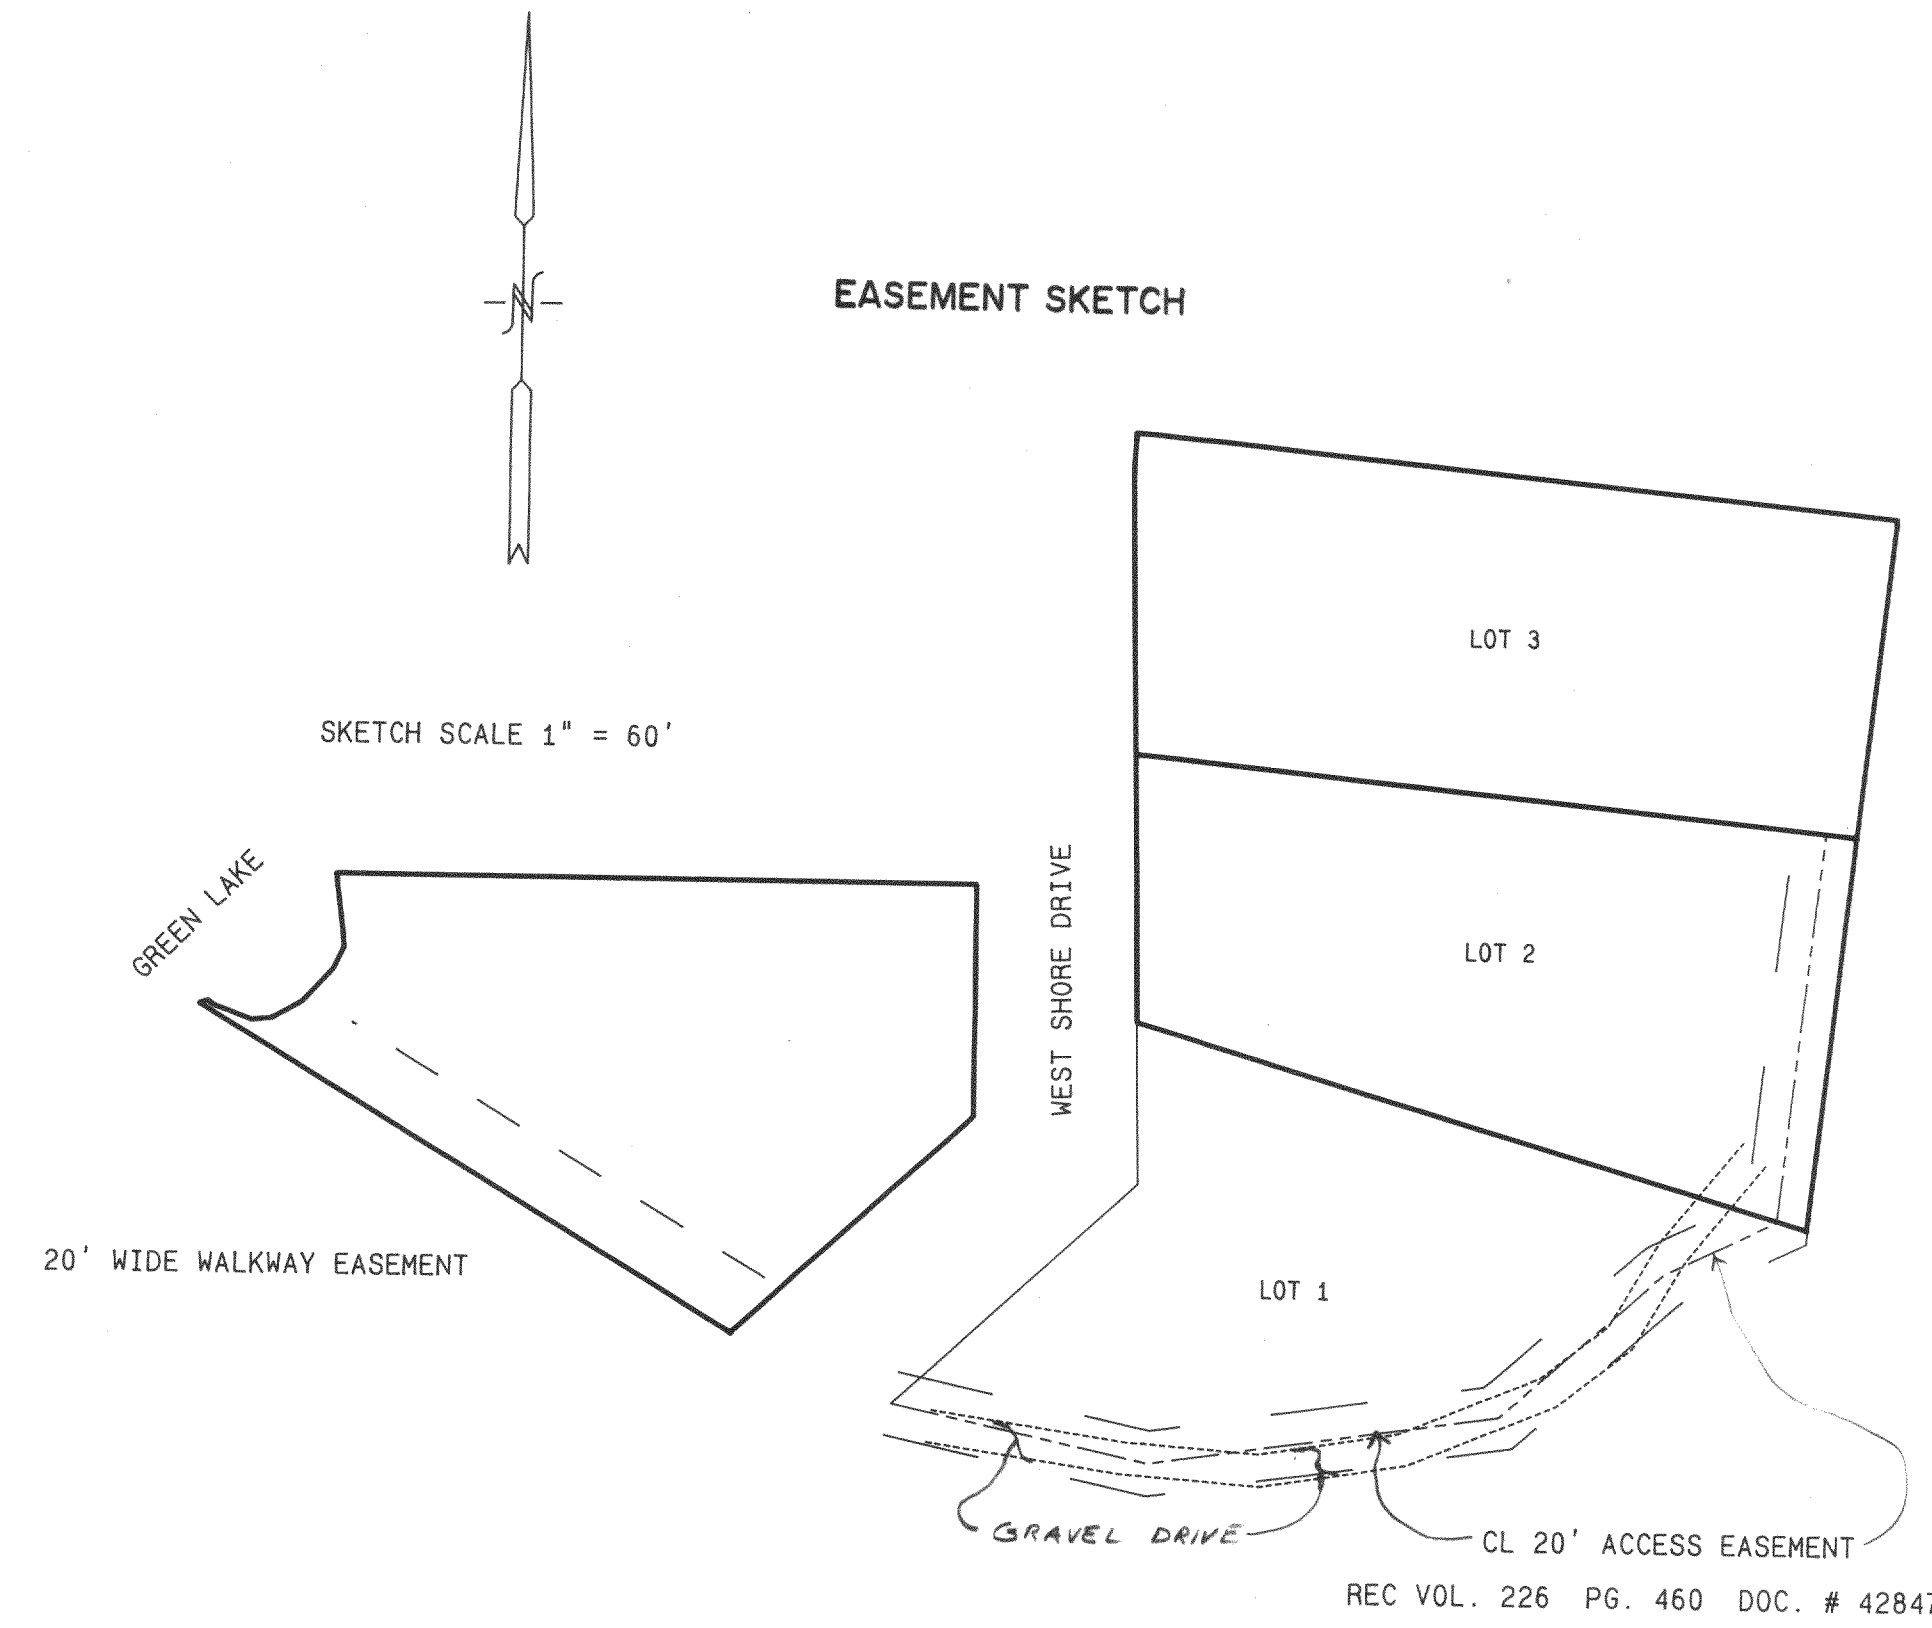 N
EASEMENT SKETCH
LOT 3
SKETCH SCALE 1" = 60'
GREEN LAKE
WEST SHORE DRIVE
LOT 2
20' WIDE WALKWAY EASEMENT
LOT 1
GRAVEL DRIVE
CL 20' ACCESS EASEMENT
REC VOL. 226 PG. 460 DOC. # 42847